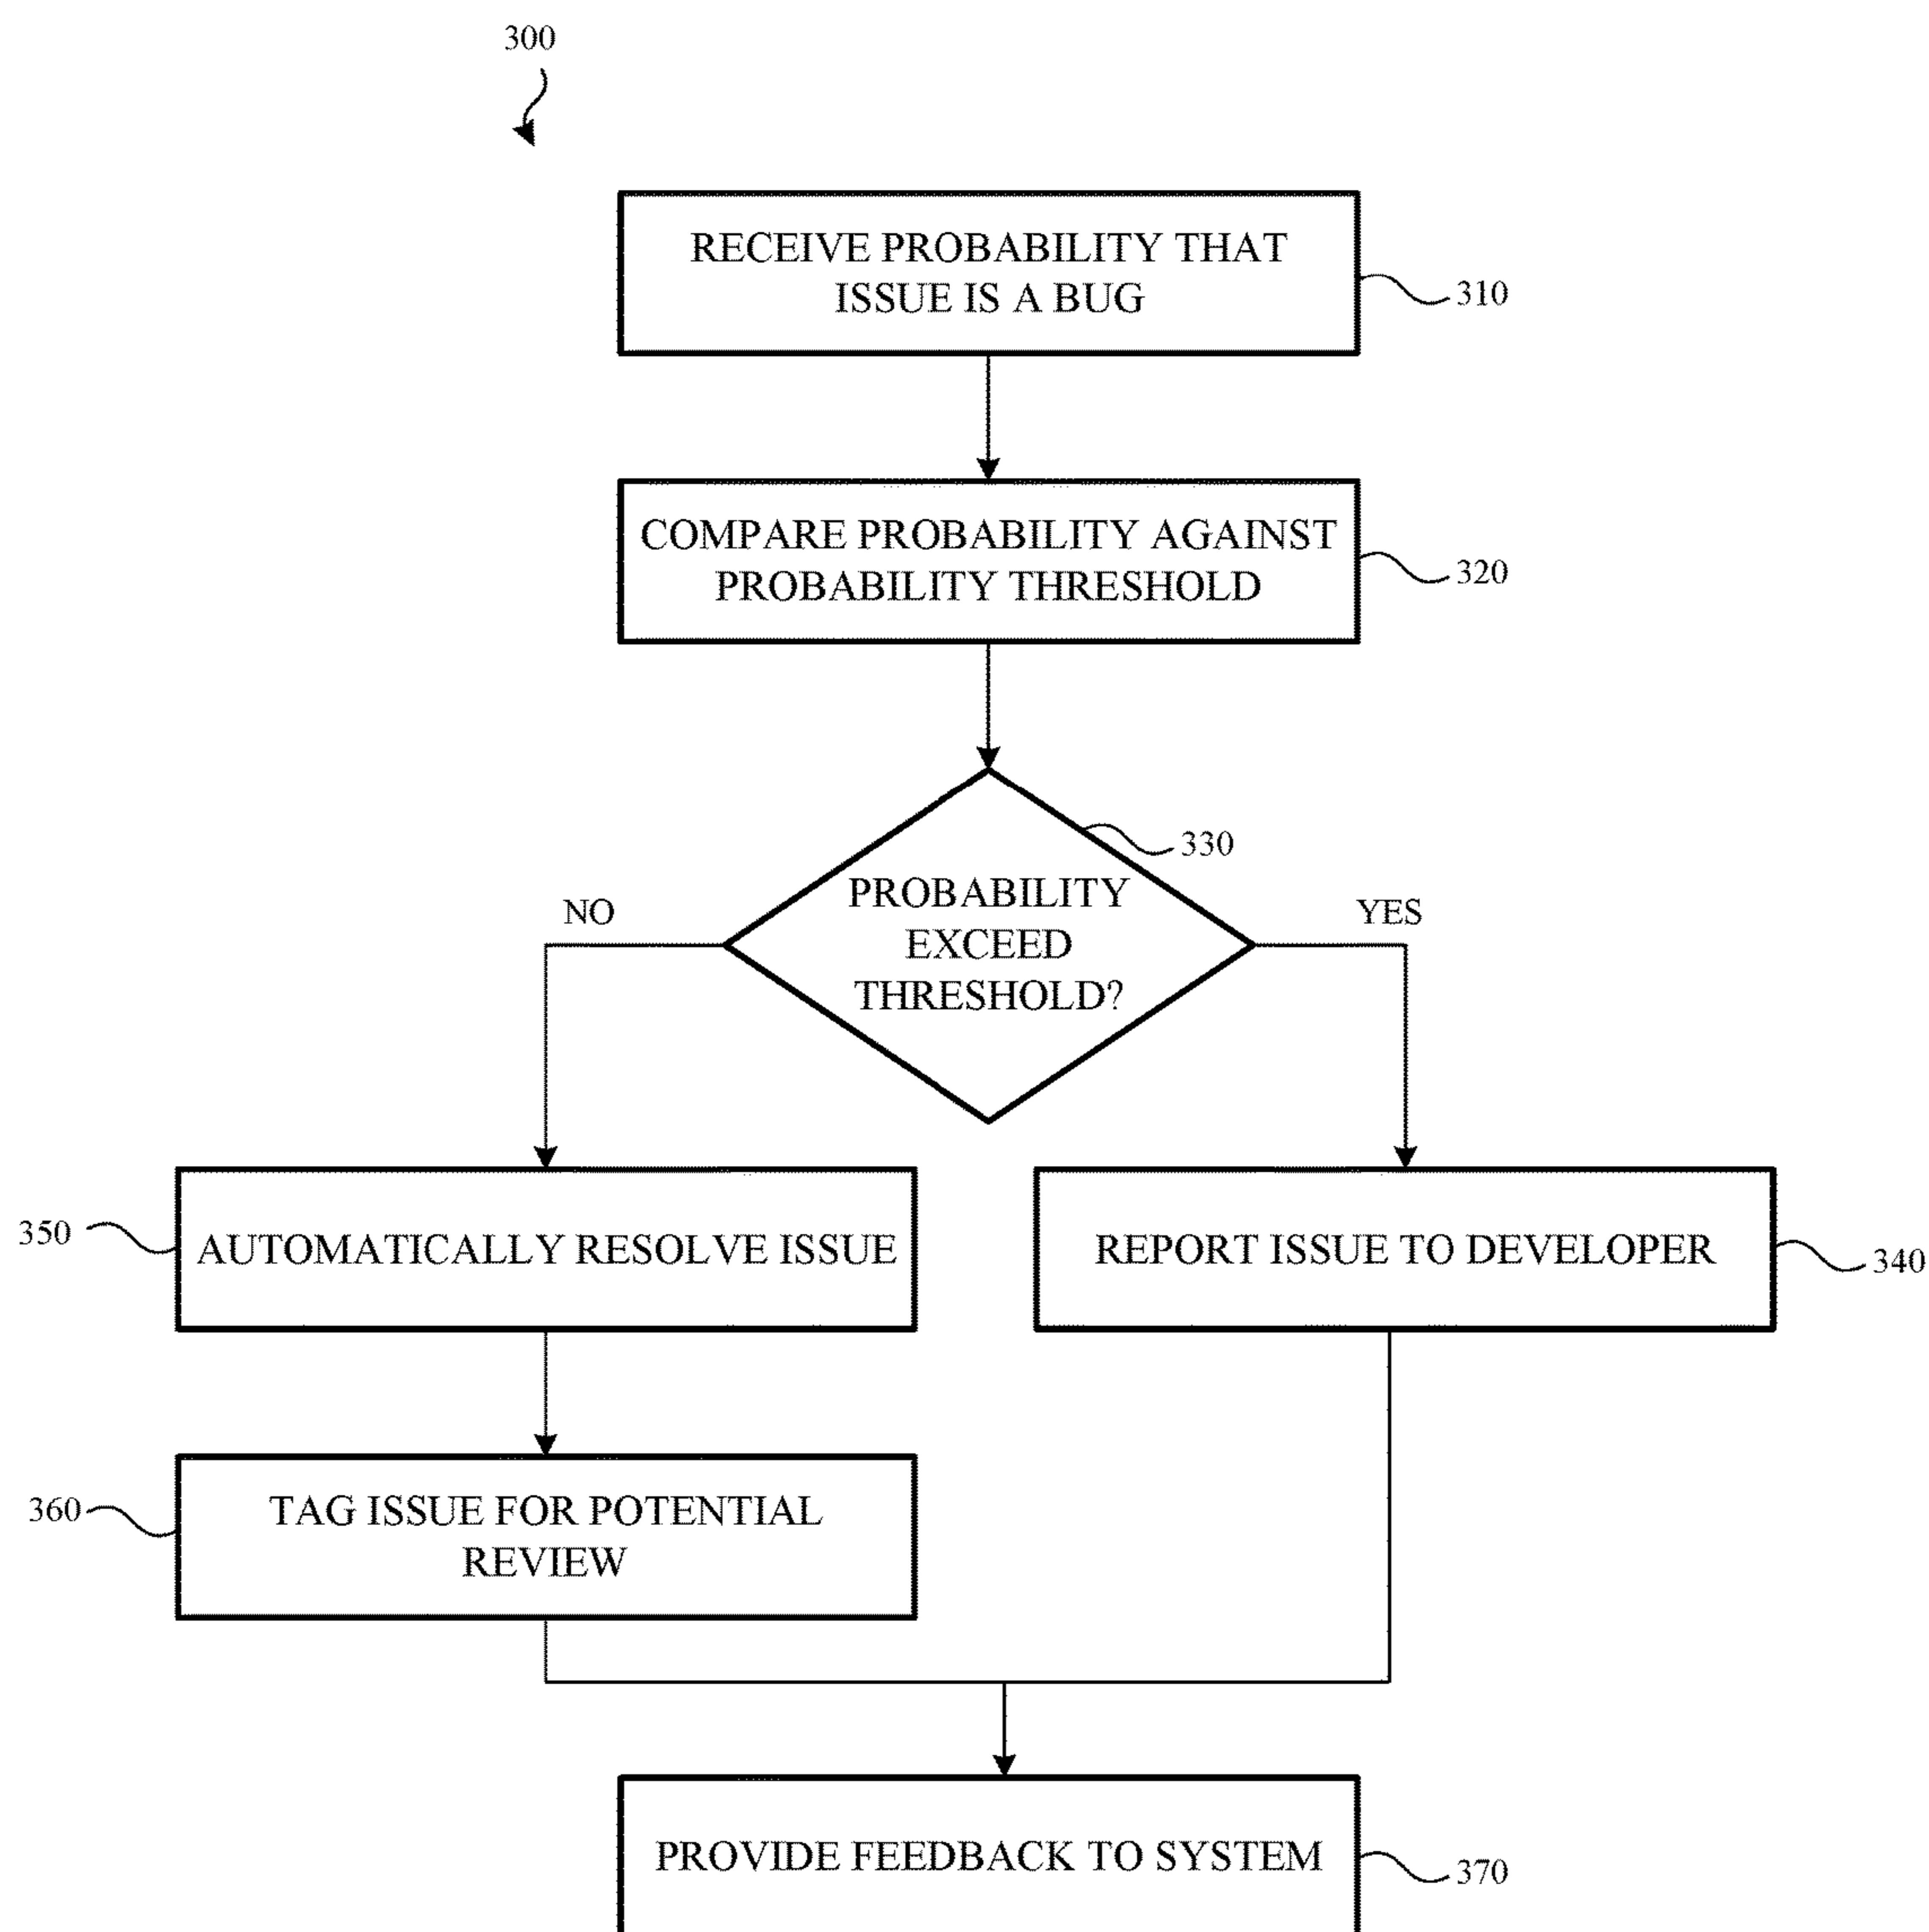 300
RECEIVE PROBABILITY THAT
ISSUE IS A BUG
310
COMPARE PROBABILITY AGAINST
PROBABILITY THRESHOLD
320
330
PROBABILITY
EXCEED
THRESHOLD?
NO
YES
350
AUTOMATICALLY RESOLVE ISSUE
REPORT ISSUE TO DEVELOPER
340
360
TAG ISSUE FOR POTENTIAL
REVIEW
PROVIDE FEEDBACK TO SYSTEM
370